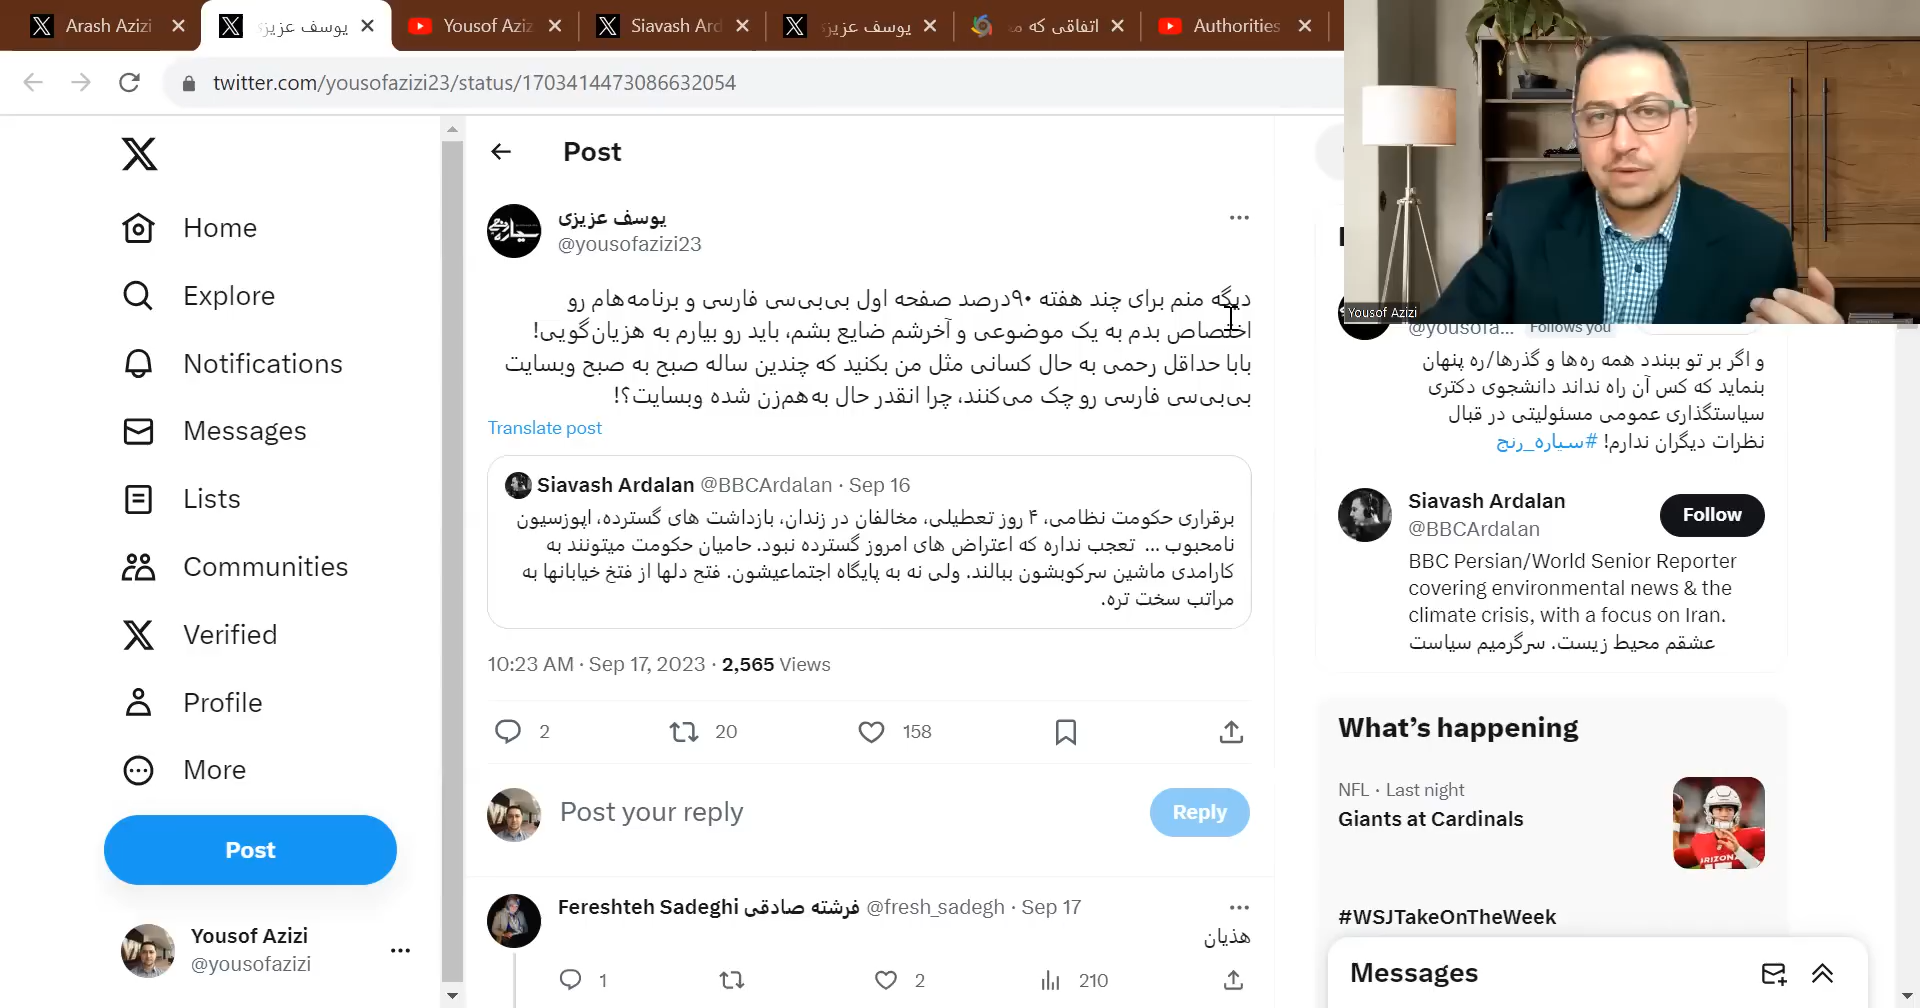 Arash Azizi
یوسف عزیزی
Yousof Aziz
Siavash Ard
یوسف عزیزی
اتفاقی که مه
Authorities
twitter.com/yousofazizi23/status/1703414473086632054
Yousof Azizi
Home
Explore
Notifications
Messages
Lists
Communities
Verified
Profile
More
Post
Yousof Azizi
@yousofazizi
Post
یوسف عزیزی
@yousofazizi23
دیگه منم برای چند هفته ۹۰درصد صفحه اول بی‌بی‌سی فارسی و برنامه‌هام رو
اختصاص بدم به یک موضوعی و آخرشم ضایع بشم، باید رو بیارم به هزیان‌گویی!
بابا حداقل رحمی به حال کسانی مثل من بکنید که چندین ساله صبح به صبح وبسایت
بی‌بی‌سی فارسی رو چک می‌کنند، چرا انقدر حال به‌هم‌زن شده وبسایت؟!
Translate post
Siavash Ardalan @BBCArdalan · Sep 16
برقراری حکومت نظامی، ۴ روز تعطیلی، مخالفان در زندان، بازداشت های گسترده، اپوزسیون
نامحبوب ... تعجب نداره که اعتراض های امروز گسترده نبود. حامیان حکومت میتونند به
کارامدی ماشین سرکوبشون ببالند. ولی نه به پایگاه اجتماعیشون. فتح دلها از فتخ خیابانها به
مراتب سخت تره.
10:23 AM · Sep 17, 2023 · 2,565 Views
2 20 158
Post your reply
Reply
Fereshteh Sadeghi فرشته صادقی @fresh_sadegh · Sep 17
هذیان
1 2 210
@yousofa... Follows you
و اگر بر تو ببندد همه ره‌ها و گذرها/ره پنهان
بنماید که کس آن راه نداند دانشجوی دکتری
سیاستگذاری عمومی مسئولیتی در قبال
نظرات دیگران ندارم! #سیاره_رنج
Siavash Ardalan
@BBCArdalan
Follow
BBC Persian/World Senior Reporter
covering environmental news & the
climate crisis, with a focus on Iran.
عشقم محیط زیست. سرگرمیم سیاست
What's happening
NFL · Last night
Giants at Cardinals
#WSJTakeOnTheWeek
Messages